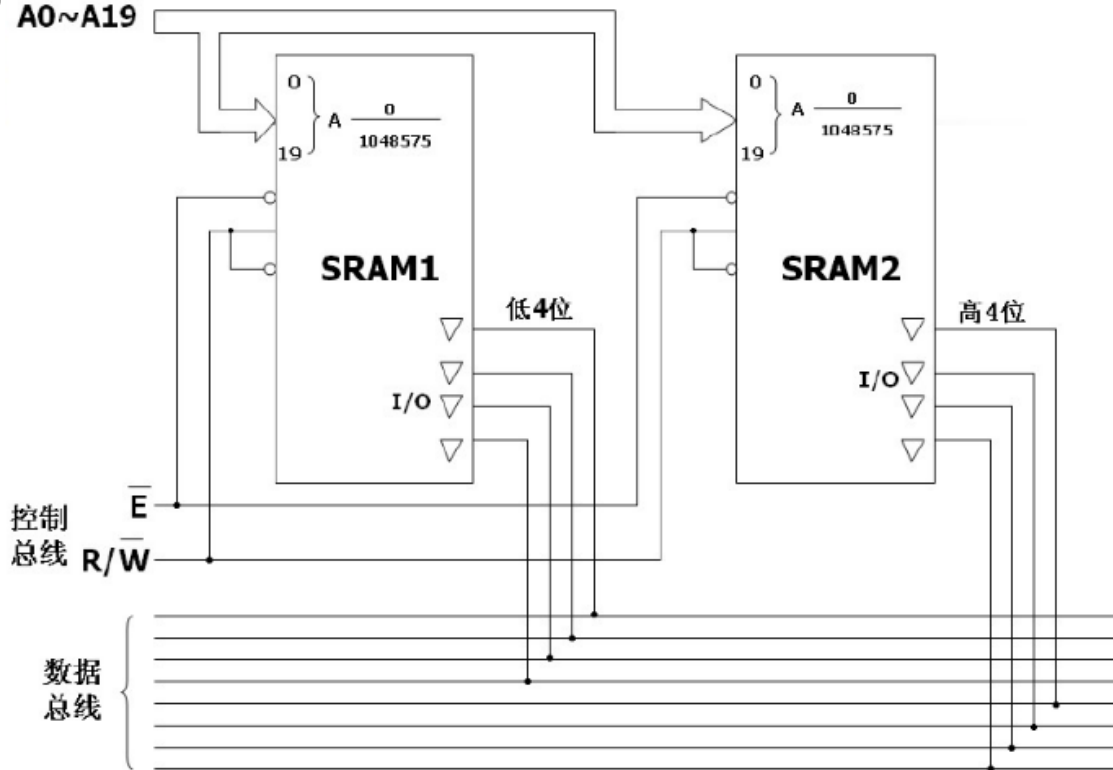 A0~A19
0
19
A 0
1048575
SRAM1
低4位
I/O
0
19
A 0
1048575
SRAM2
高4位
I/O
控制
总线
E̅
R/W̅
数据
总线